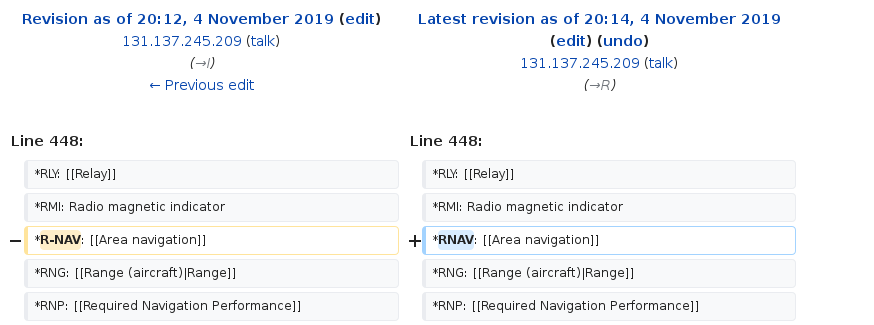 Revision as of 20:12, 4 November 2019 (edit)
131.137.245.209 (talk)
(→I)
← Previous edit
Latest revision as of 20:14, 4 November 2019
(edit) (undo)
131.137.245.209 (talk)
(→R)
Line 448:
Line 448:
*RLY: [[Relay]]
*RLY: [[Relay]]
*RMI: Radio magnetic indicator
*RMI: Radio magnetic indicator
− *R-NAV: [[Area navigation]]
+ *RNAV: [[Area navigation]]
*RNG: [[Range (aircraft)|Range]]
*RNG: [[Range (aircraft)|Range]]
*RNP: [[Required Navigation Performance]]
*RNP: [[Required Navigation Performance]]